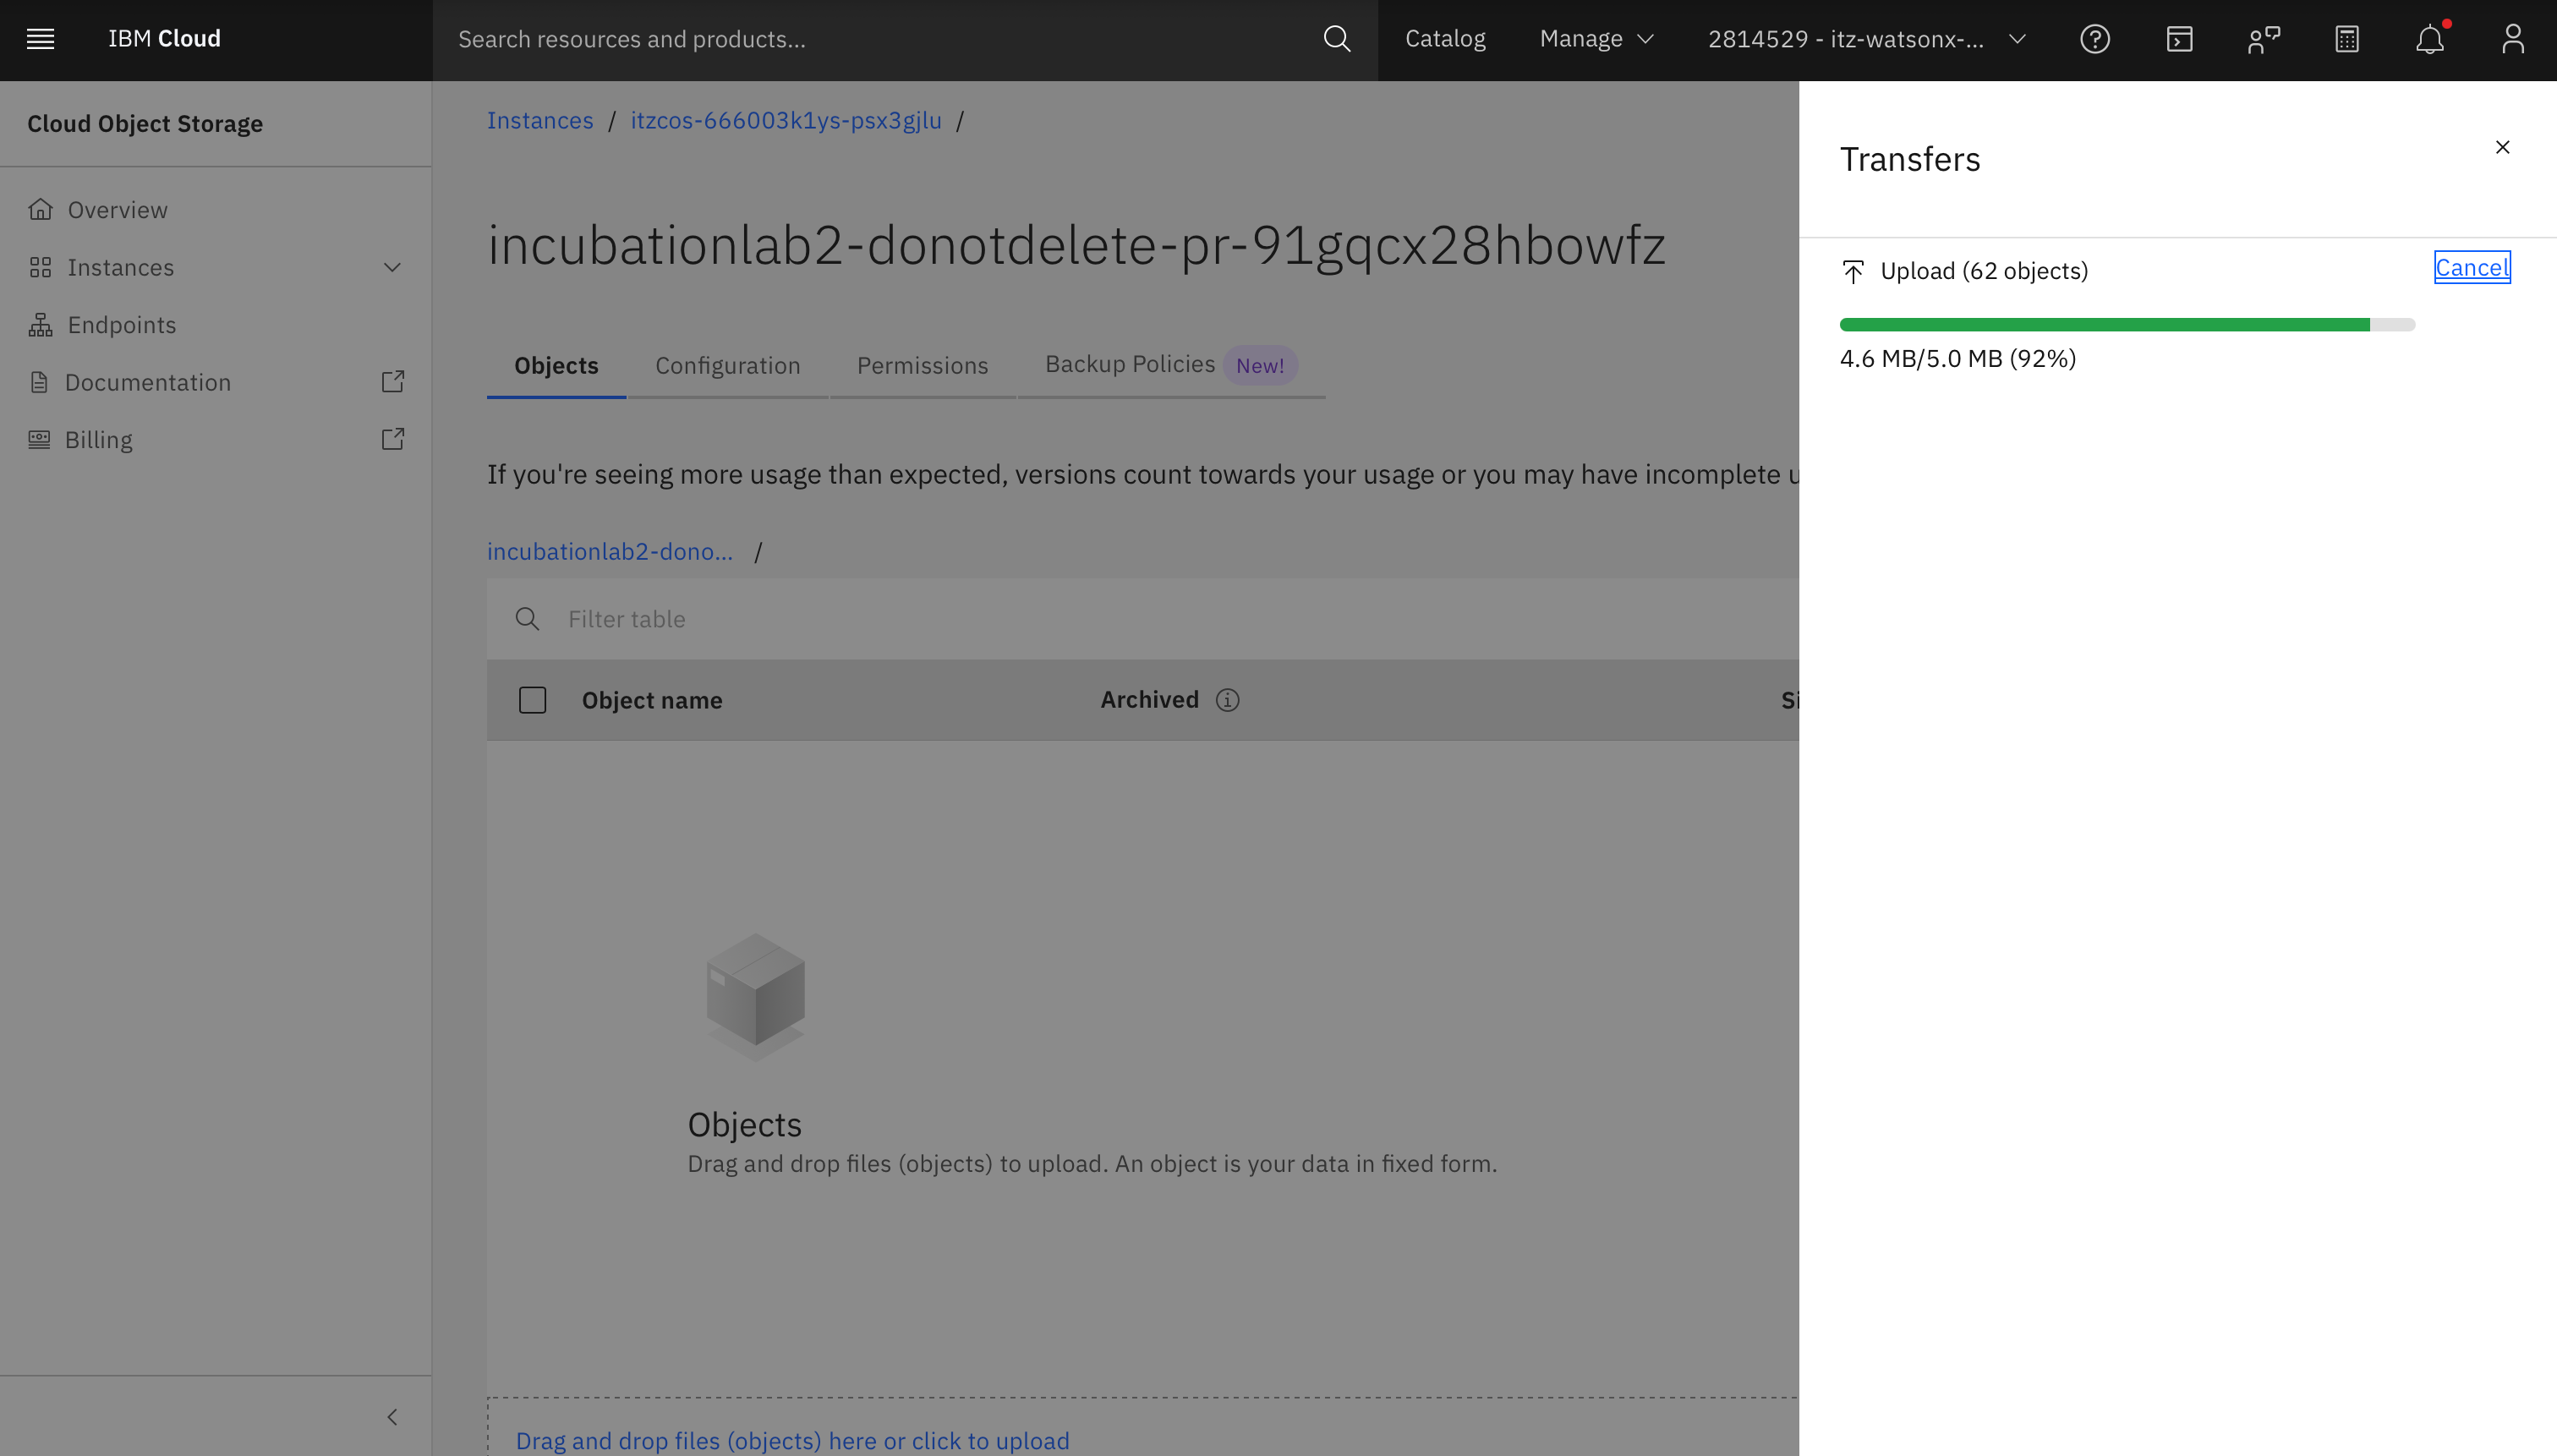 IBM Cloud
Search resources and products...
Catalog
Manage
2814529 - itz-watsonx-...
Cloud Object Storage
Overview
Instances
Endpoints
Documentation
Billing
Instances / itzcos-666003k1ys-psx3gjlu /
incubationlab2-donotdelete-pr-91gqcx28hbowfz
Objects
Configuration
Permissions
Backup Policies New!
If you're seeing more usage than expected, versions count towards your usage or you may have incomplete
incubationlab2-dono... /
Filter table
Object name
Archived
Objects
Drag and drop files (objects) to upload. An object is your data in fixed form.
Drag and drop files (objects) here or click to upload
Transfers
Upload (62 objects)
Cancel
4.6 MB/5.0 MB (92%)